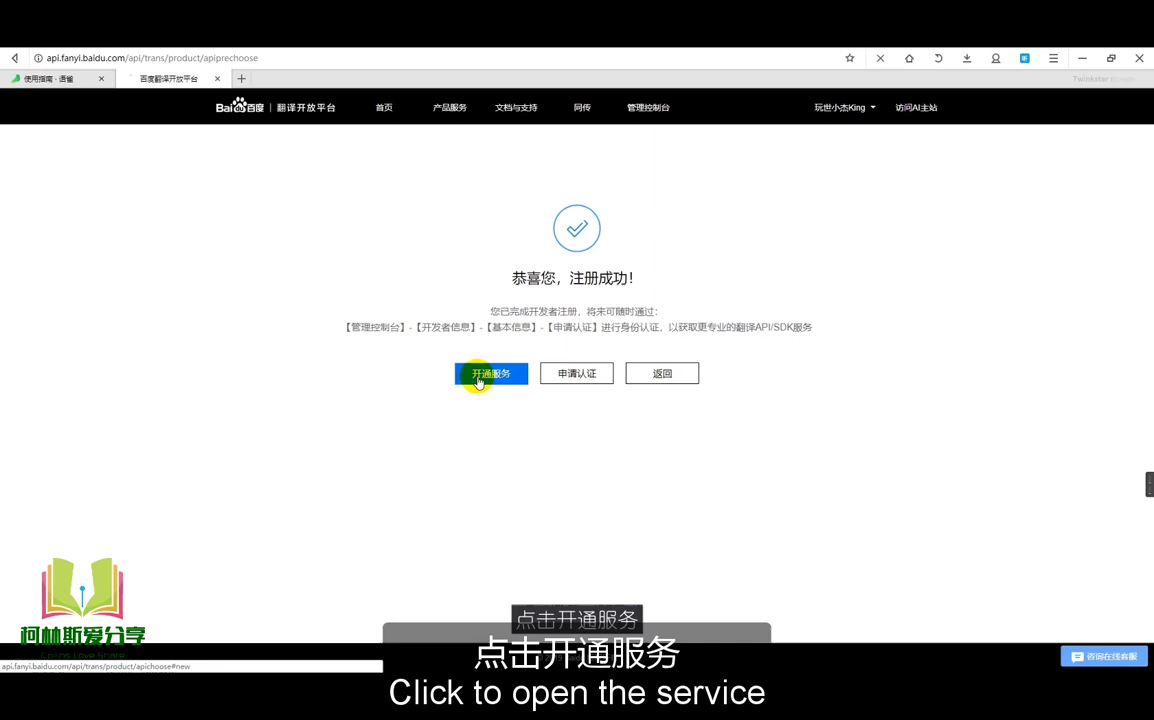 api.fanyi.baidu.com/api/trans/product/apiprechoose
使用指南 · 语雀
百度翻译开放平台
Twinkstar
Bai百度 | 翻译开放平台
首页
产品服务
文档与支持
同传
管理控制台
玩世小杰King
访问AI主站
恭喜您，注册成功！
您已完成开发者注册，将来可随时通过：
【管理控制台】-【开发者信息】-【基本信息】-【申请认证】进行身份认证，以获取更专业的翻译API/SDK服务
开通服务
申请认证
返回
柯林斯爱分享
Collins Love Share
点击开通服务
咨询在线客服
api.fanyi.baidu.com/api/trans/product/apichoose#new
点击开通服务
Click to open the service